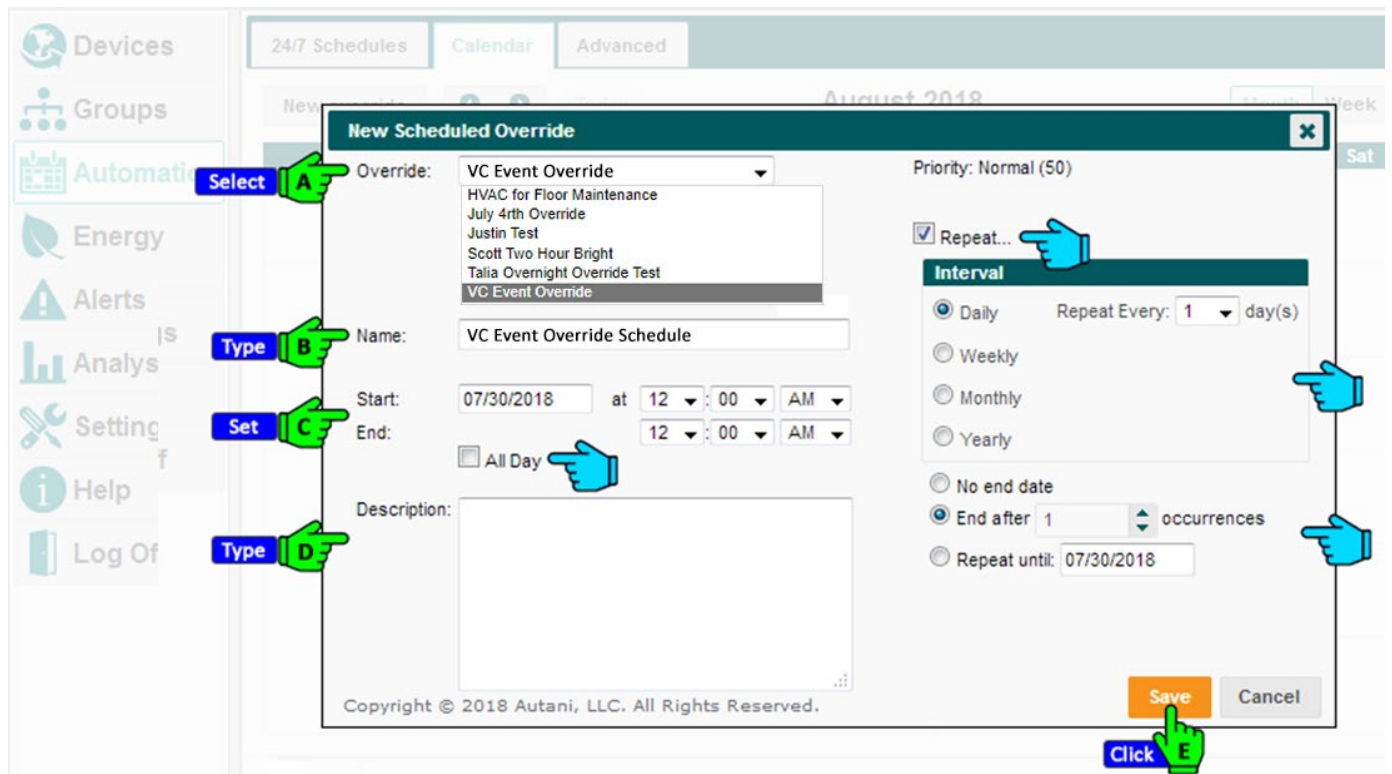 Devices
Groups
Automatic
Energy
Alerts
gs
Analys
Setting
f
Help
Log Of
24/7 Schedules
Calendar
Advanced
New override
August 2018
Month
Week
Sat
New Scheduled Override
Select A
Override:
VC Event Override
HVAC for Floor Maintenance
July 4rth Override
Justin Test
Scott Two Hour Bright
Talia Overnight Override Test
VC Event Override
Type B
Name:
VC Event Override Schedule
Set C
Start:
07/30/2018 at 12 : 00 AM
End:
12 : 00 AM
All Day
Type D
Description:
Copyright © 2018 Autani, LLC. All Rights Reserved.
Priority: Normal (50)
Repeat...
Interval
Daily Repeat Every: 1 day(s)
Weekly
Monthly
Yearly
No end date
End after 1 occurrences
Repeat until: 07/30/2018
Save
Cancel
Click E